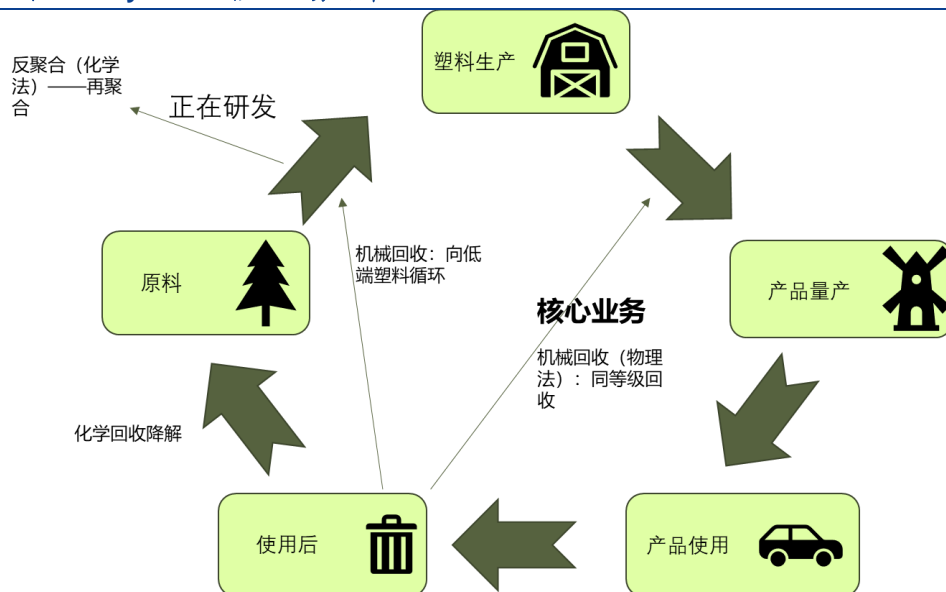 塑料生产
反聚合（化学
法）——再聚
合
正在研发
机械回收：向低
端塑料循环
原料
产品量产
核心业务
机械回收（物理
法）：同等级回
收
化学回收降解
使用后
产品使用